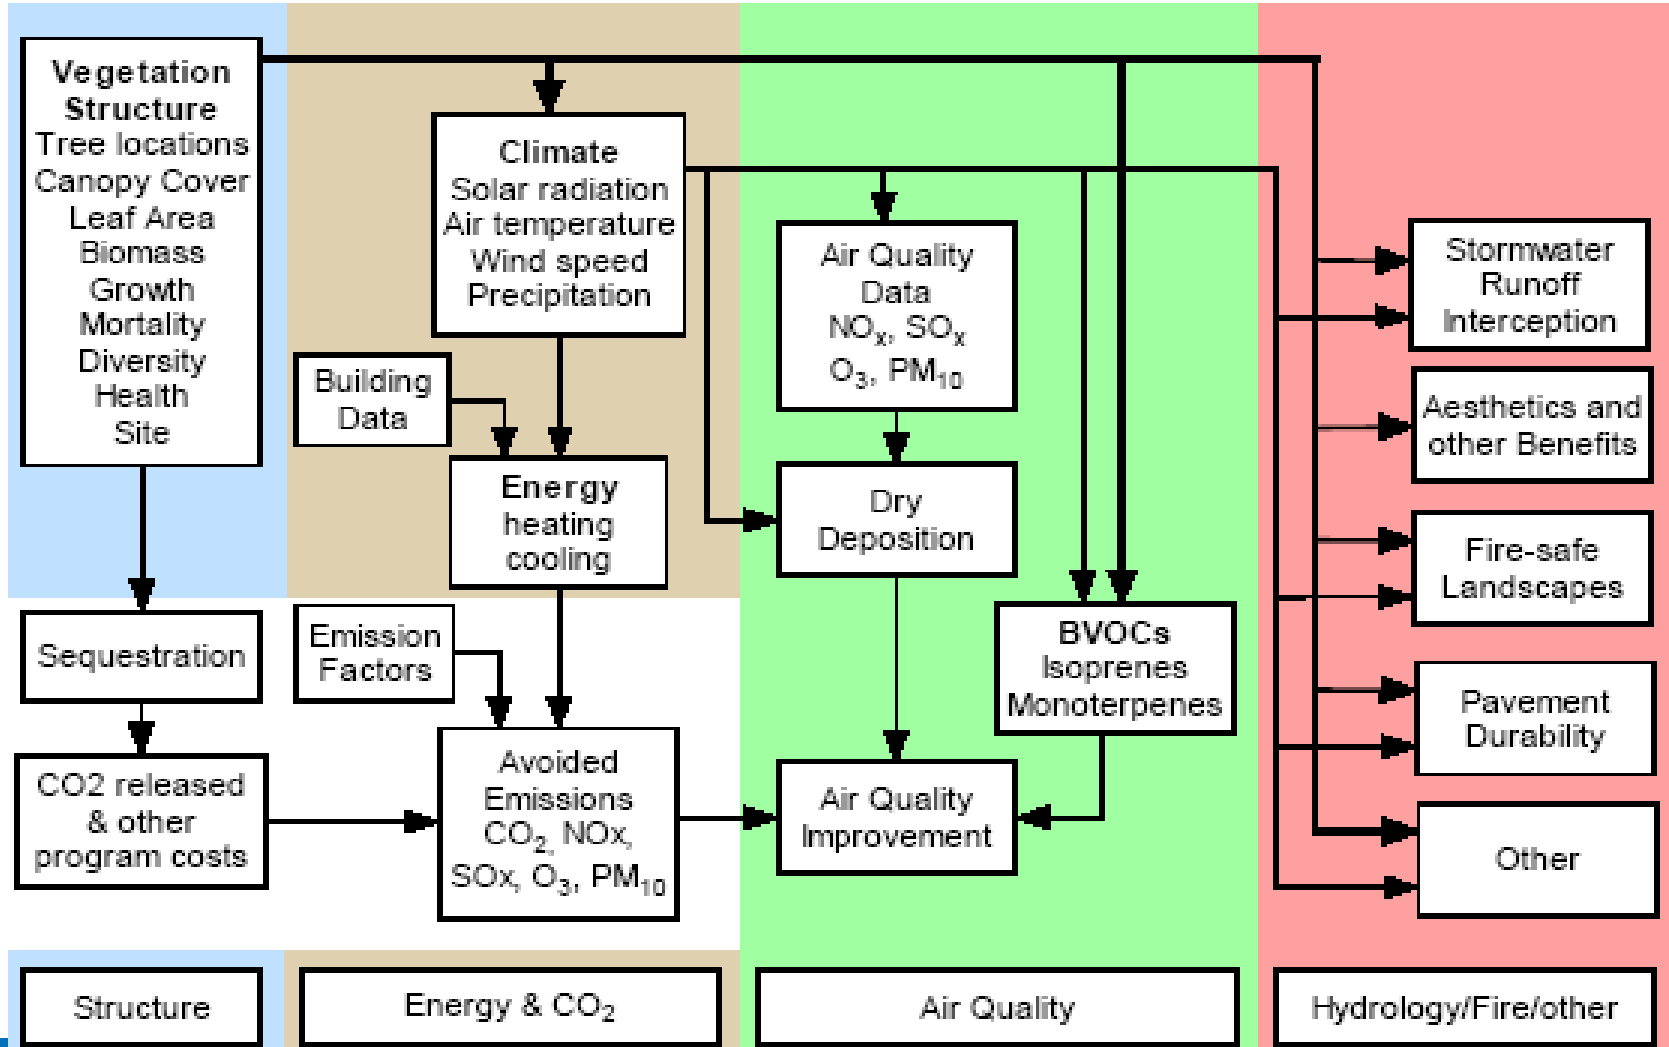 Vegetation
Structure
Tree locations
Canopy Cover
Leaf Area
Biomass
Growth
Mortality
Diversity
Health
Site
Climate
Solar radiation
Air temperature
Wind speed
Precipitation
Building
Data
Energy
heating
cooling
Air Quality
Data
NOₓ, SOₓ
O₃, PM₁₀
Dry
Deposition
Stormwater
Runoff
Interception
Aesthetics and
other Benefits
Fire-safe
Landscapes
Sequestration
Emission
Factors
BVOCs
Isoprenes
Monoterpenes
Pavement
Durability
CO2 released
& other
program costs
Avoided
Emissions
CO₂, NOx,
SOx, O₃, PM₁₀
Air Quality
Improvement
Other
Structure
Energy & CO₂
Air Quality
Hydrology/Fire/other